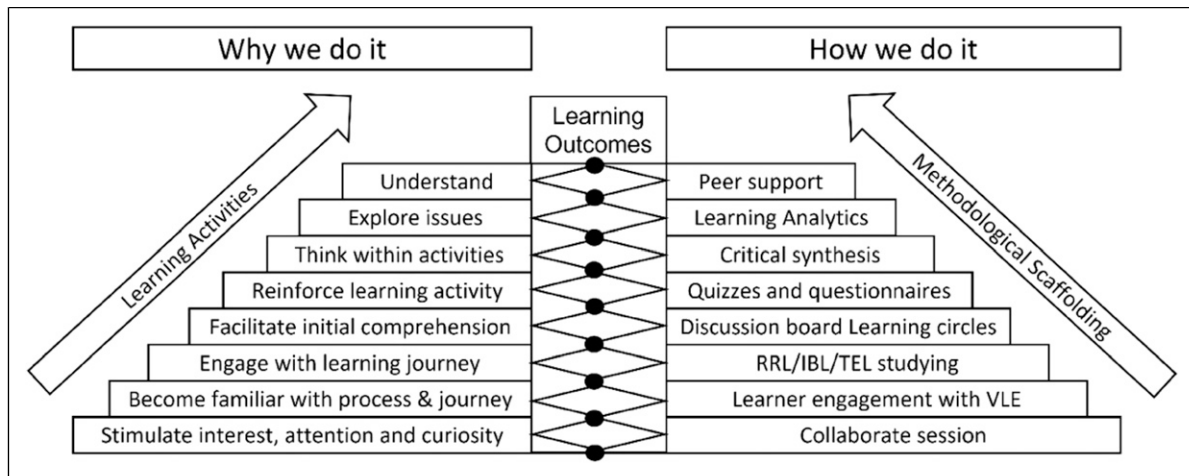 Why we do it
How we do it
Learning
Outcomes
Learning Activities
Methodological Scaffolding
Understand
Peer support
Explore issues
Learning Analytics
Think within activities
Critical synthesis
Reinforce learning activity
Quizzes and questionnaires
Facilitate initial comprehension
Discussion board Learning circles
Engage with learning journey
RRL/IBL/TEL studying
Become familiar with process & journey
Learner engagement with VLE
Stimulate interest, attention and curiosity
Collaborate session